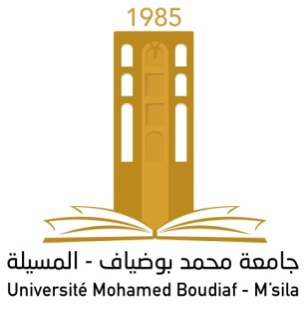 1985
جامعة محمد بوضياف - المسيلة
Université Mohamed Boudiaf - M'sila